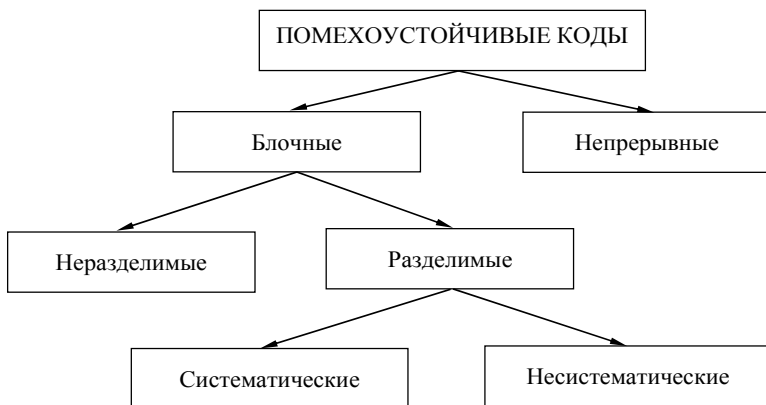 ПОМЕХОУСТОЙЧИВЫЕ КОДЫ
Блочные
Непрерывные
Неразделимые
Разделимые
Систематические
Несистематические